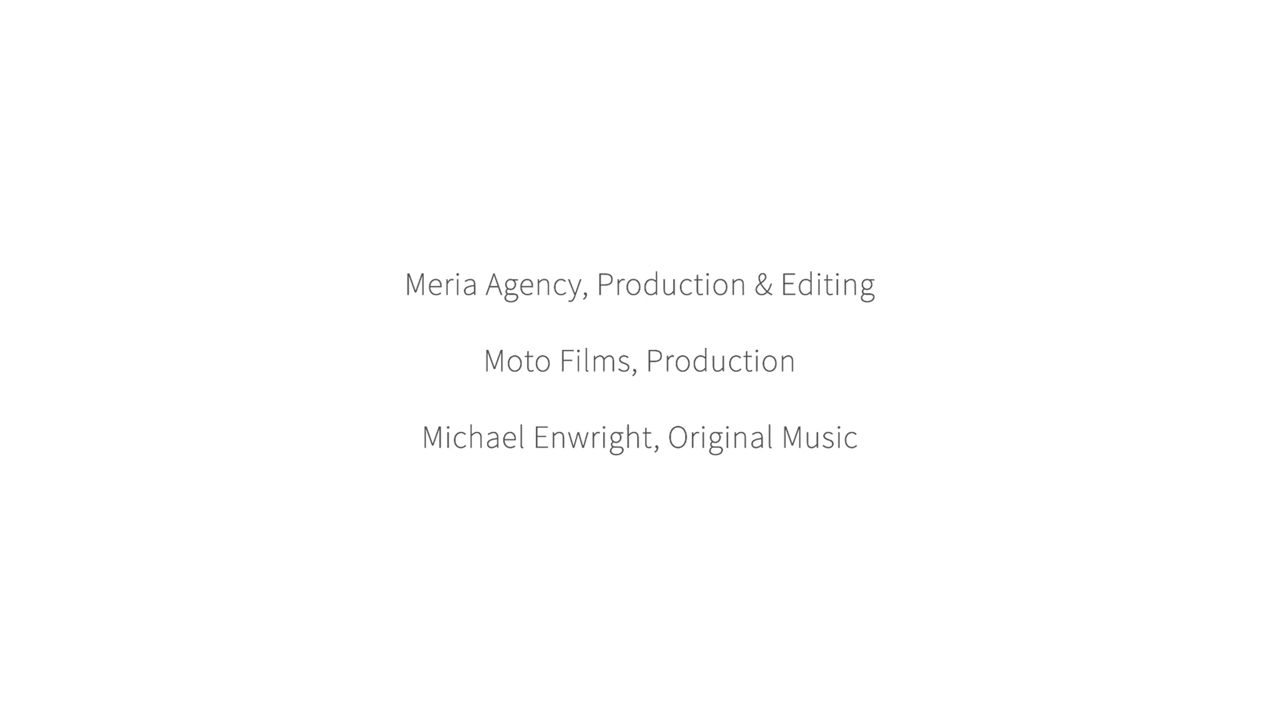 Meria Agency, Production & Editing
Moto Films, Production
Michael Enwright, Original Music